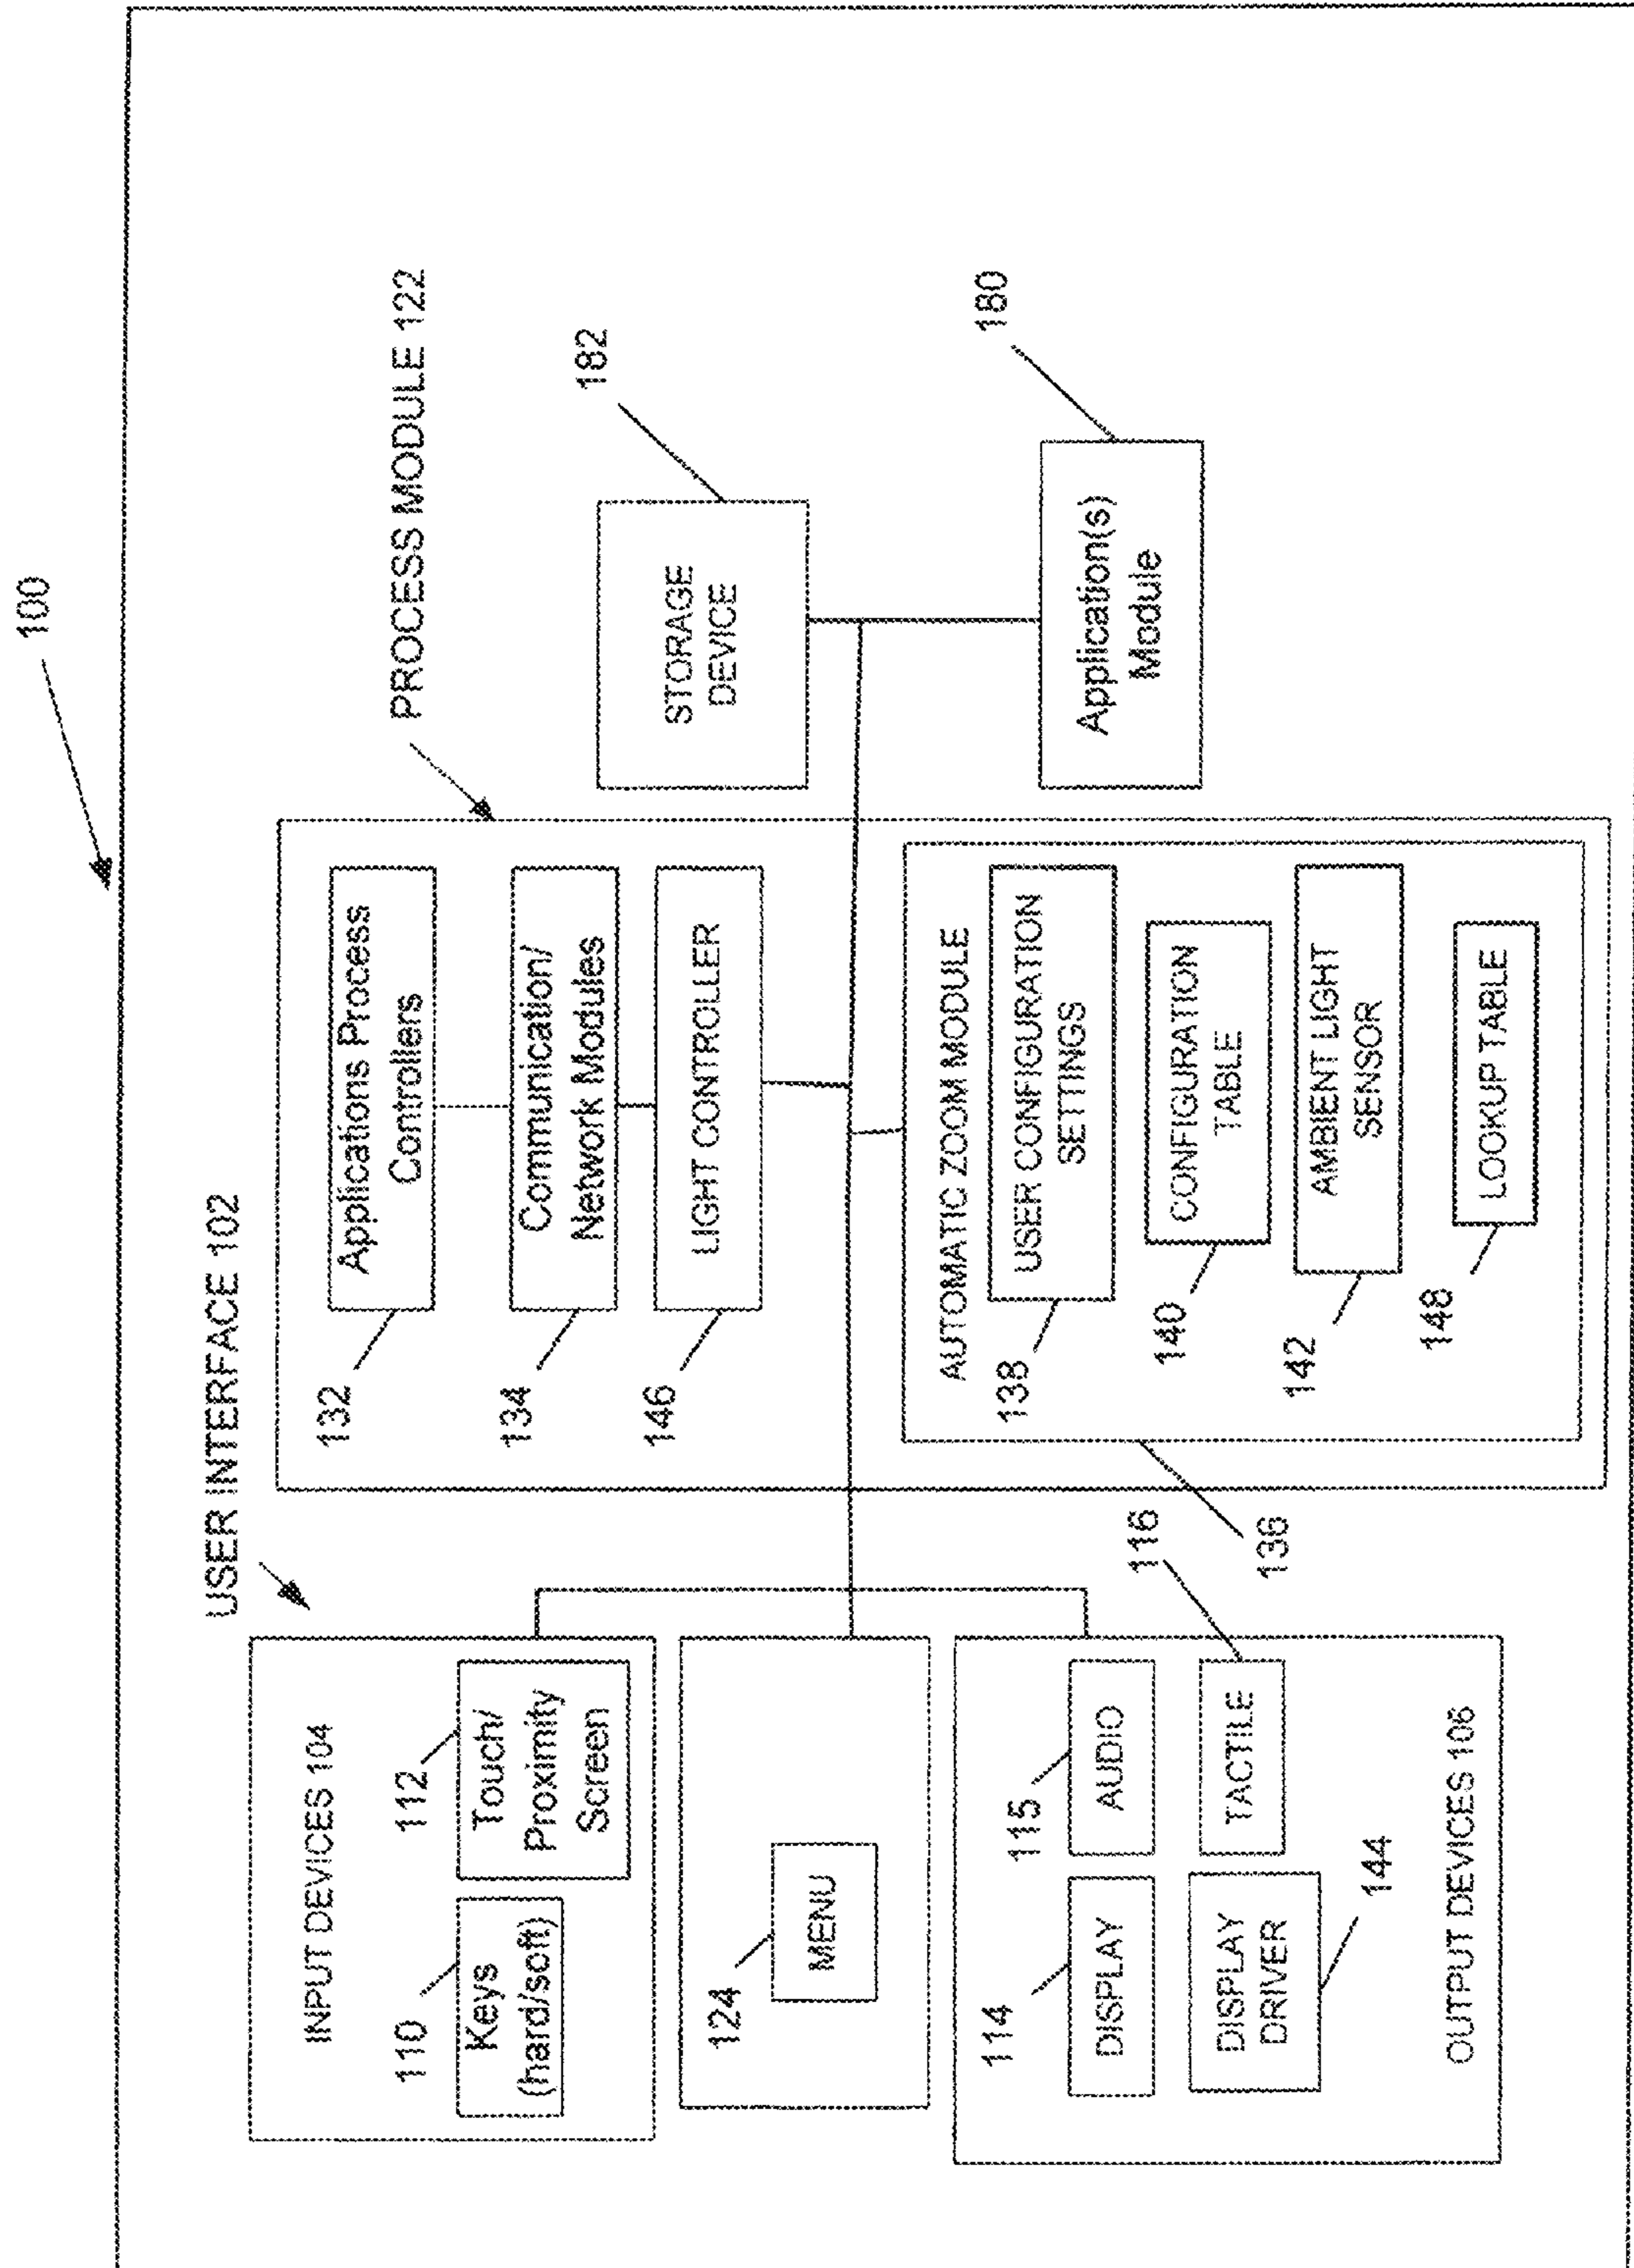 100
USER INTERFACE 102
PROCESS MODULE 122
INPUT DEVICES 104
110
112
Keys
(hard/soft)
Touch/
Proximity
Screen
124
MENU
114
115
DISPLAY
AUDIO
116
DISPLAY
DRIVER
TACTILE
144
OUTPUT DEVICES 106
132
Applications Process
Controllers
134
Communication/
Network Modules
146
LIGHT CONTROLLER
AUTOMATIC ZOOM MODULE
138
USER CONFIGURATION
SETTINGS
140
CONFIGURATION
TABLE
142
AMBIENT LIGHT
SENSOR
148
LOOKUP TABLE
136
182
STORAGE
DEVICE
180
Application(s)
Module